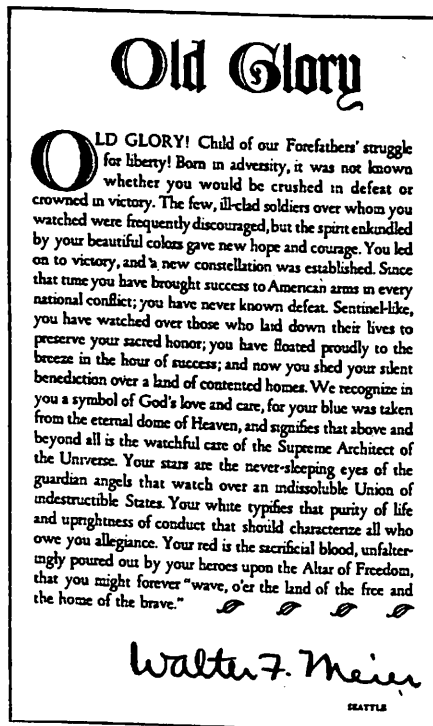 Old Glory
OLD GLORY! Child of our Forefathers' struggle
for liberty! Born in adversity, it was not known
whether you would be crushed in defeat or
crowned in victory. The few, ill-clad soldiers over whom you
watched were frequently discouraged, but the spirit enkindled
by your beautiful colors gave new hope and courage. You led
on to victory, and a new constellation was established. Since
that time you have brought success to American arms in every
national conflict; you have never known defeat. Sentinel-like,
you have watched over those who laid down their lives to
preserve your sacred honor; you have floated proudly to the
breeze in the hour of success; and now you shed your silent
benediction over a land of contented homes. We recognize in
you a symbol of God's love and care, for your blue was taken
from the eternal dome of Heaven, and signifies that above and
beyond all is the watchful care of the Supreme Architect of
the Universe. Your stars are the never-sleeping eyes of the
guardian angels that watch over an indissoluble Union of
indestructible States. Your white typifies that purity of life
and uprightness of conduct that should characterize all who
owe you allegiance. Your red is the sacrificial blood, unfalter-
ingly poured out by your heroes upon the Altar of Freedom,
that you might forever "wave, o'er the land of the free and
the home of the brave."
Walter F. Meier
SEATTLE